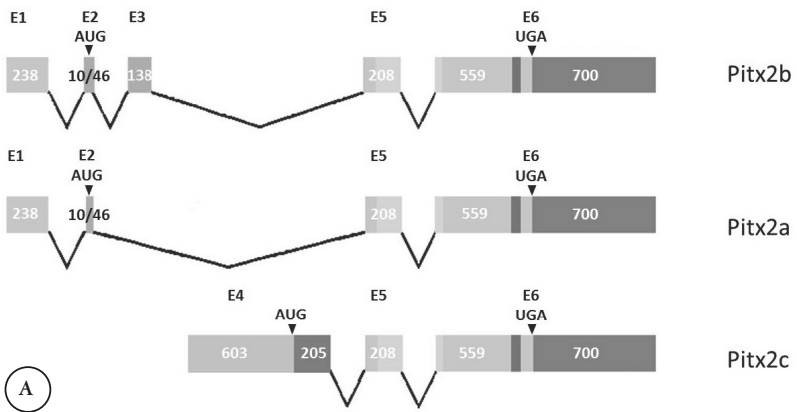 E1 E2 E3 E5 E6
AUG UGA
238 10/46 138 208 559 700 Pitx2b
E1 E2 E5 E6
AUG UGA
238 10/46 208 559 700 Pitx2a
E4 E5 E6
AUG UGA
603 205 208 559 700 Pitx2c
A